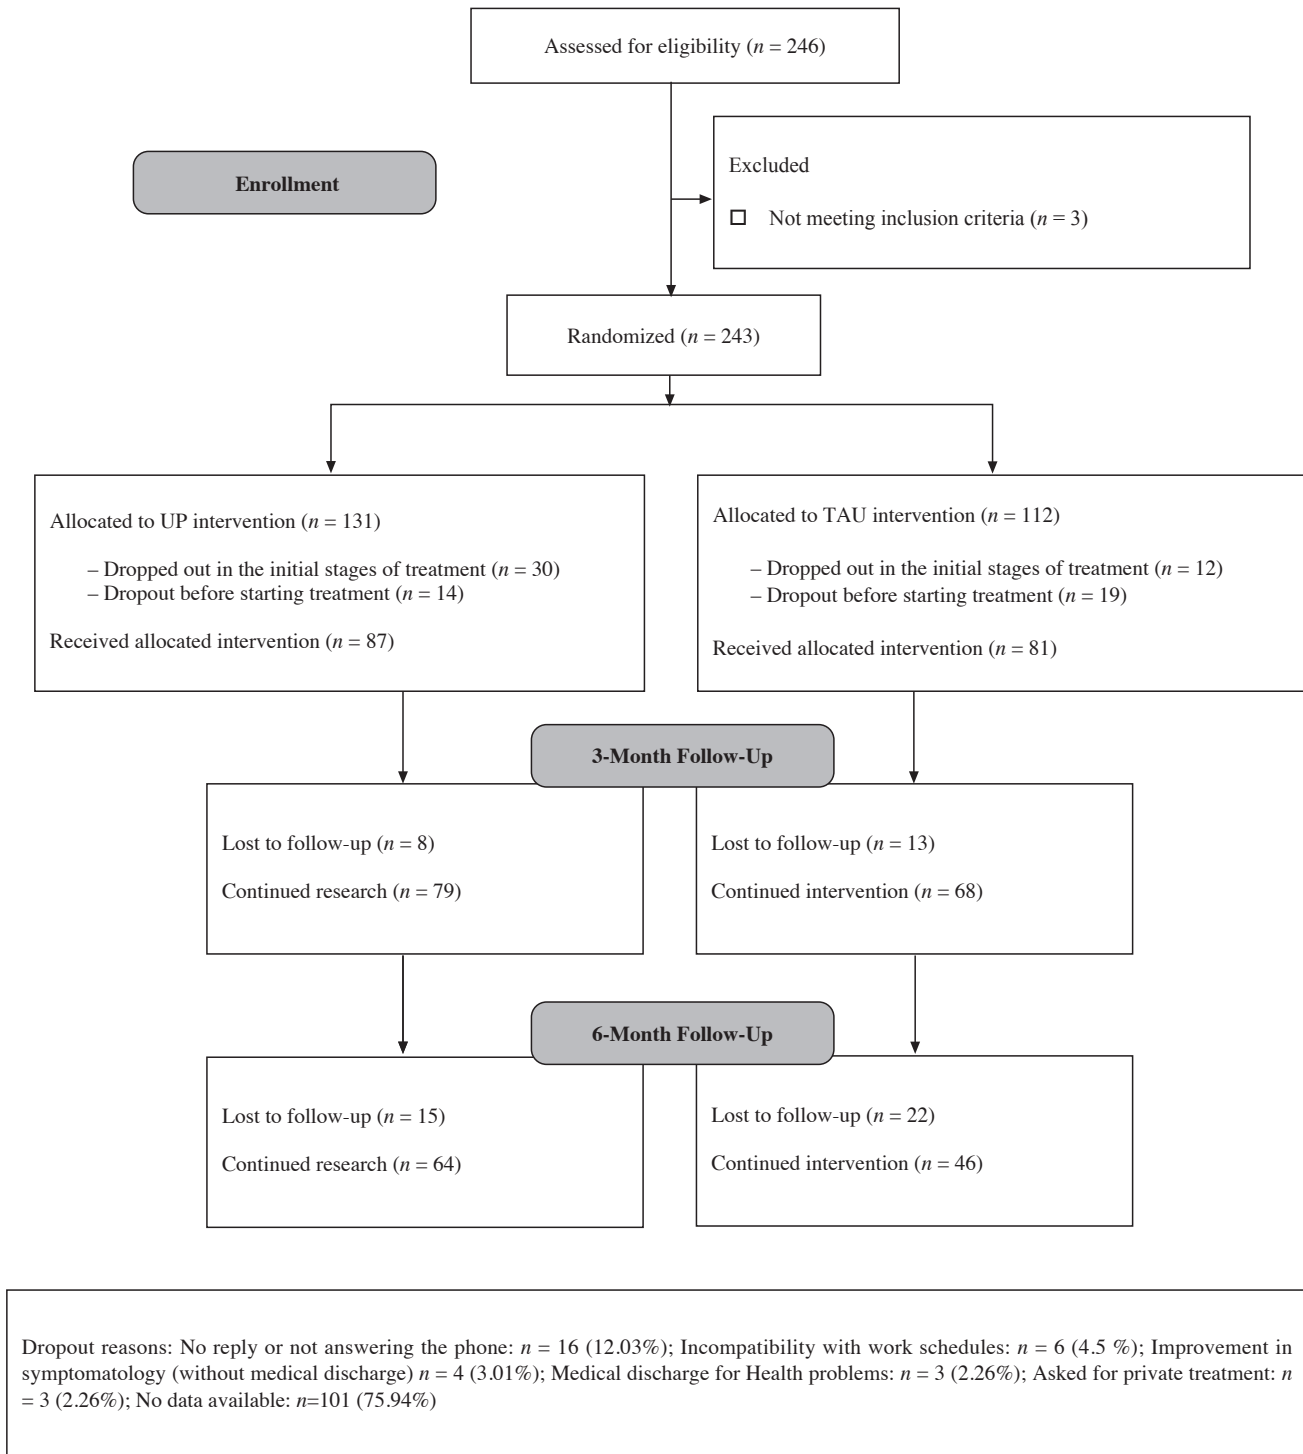 Assessed for eligibility (n = 246)
Enrollment
Excluded
☐ Not meeting inclusion criteria (n = 3)
Randomized (n = 243)
Allocated to UP intervention (n = 131)
– Dropped out in the initial stages of treatment (n = 30)
– Dropout before starting treatment (n = 14)
Received allocated intervention (n = 87)
Allocated to TAU intervention (n = 112)
– Dropped out in the initial stages of treatment (n = 12)
– Dropout before starting treatment (n = 19)
Received allocated intervention (n = 81)
3-Month Follow-Up
Lost to follow-up (n = 8)
Continued research (n = 79)
Lost to follow-up (n = 13)
Continued intervention (n = 68)
6-Month Follow-Up
Lost to follow-up (n = 15)
Continued research (n = 64)
Lost to follow-up (n = 22)
Continued intervention (n = 46)
Dropout reasons: No reply or not answering the phone: n = 16 (12.03%); Incompatibility with work schedules: n = 6 (4.5 %); Improvement in
symptomatology (without medical discharge) n = 4 (3.01%); Medical discharge for Health problems: n = 3 (2.26%); Asked for private treatment: n
= 3 (2.26%); No data available: n=101 (75.94%)